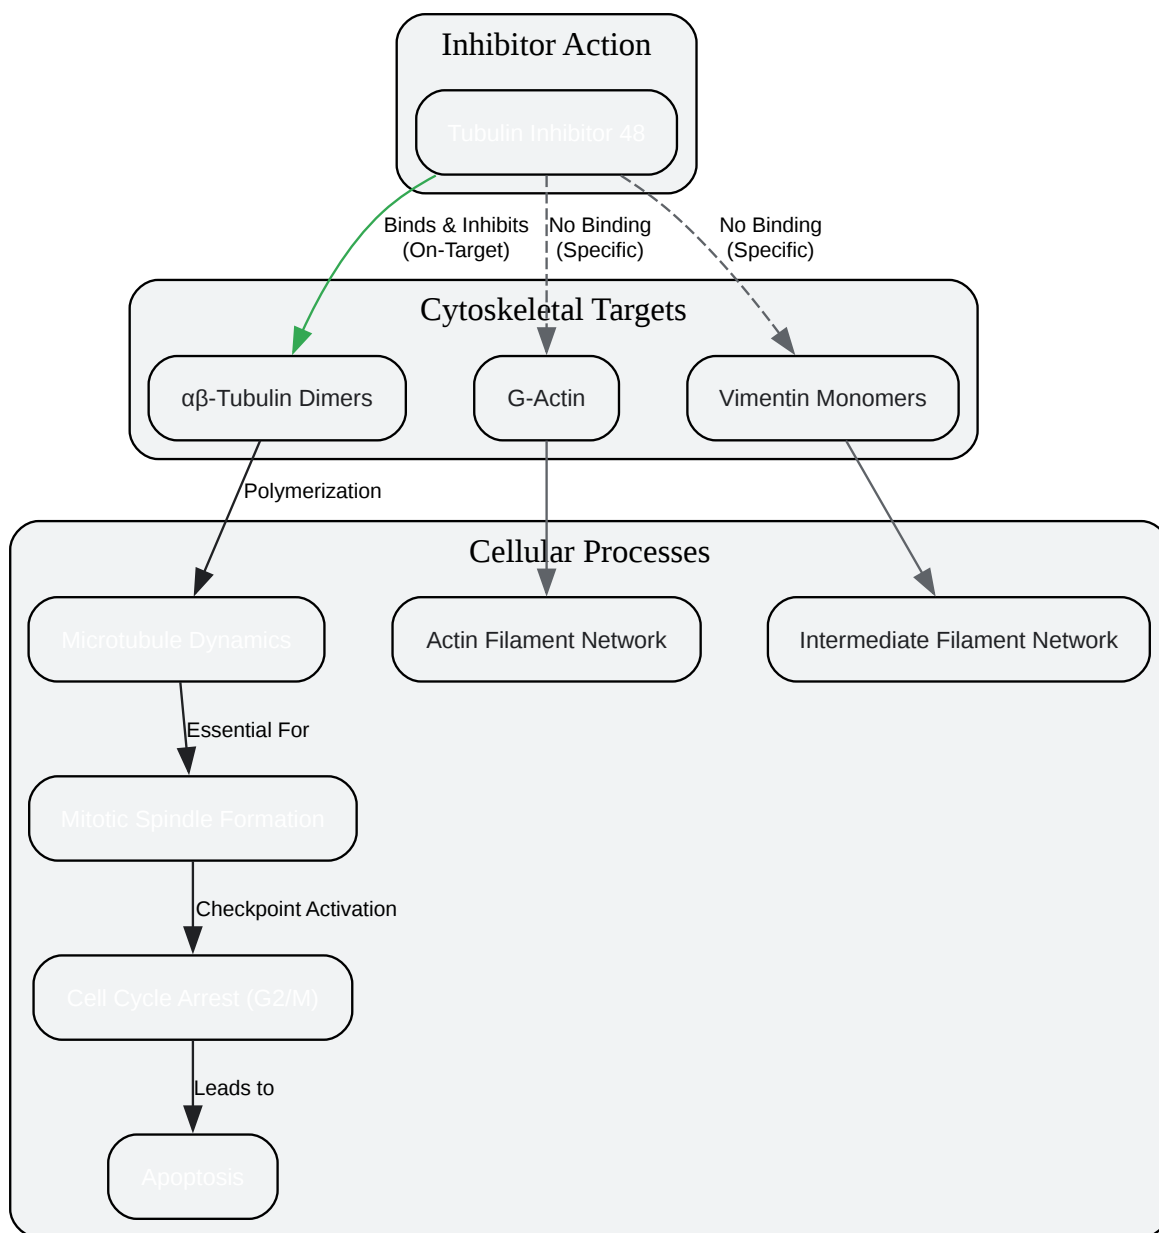 Inhibitor Action
Tubulin Inhibitor 48
Binds & Inhibits
(On-Target)
No Binding
(Specific)
No Binding
(Specific)
Cytoskeletal Targets
αβ-Tubulin Dimers
G-Actin
Vimentin Monomers
Polymerization
Cellular Processes
Microtubule Dynamics
Actin Filament Network
Intermediate Filament Network
Essential For
Mitotic Spindle Formation
Checkpoint Activation
Cell Cycle Arrest (G2/M)
Leads to
Apoptosis